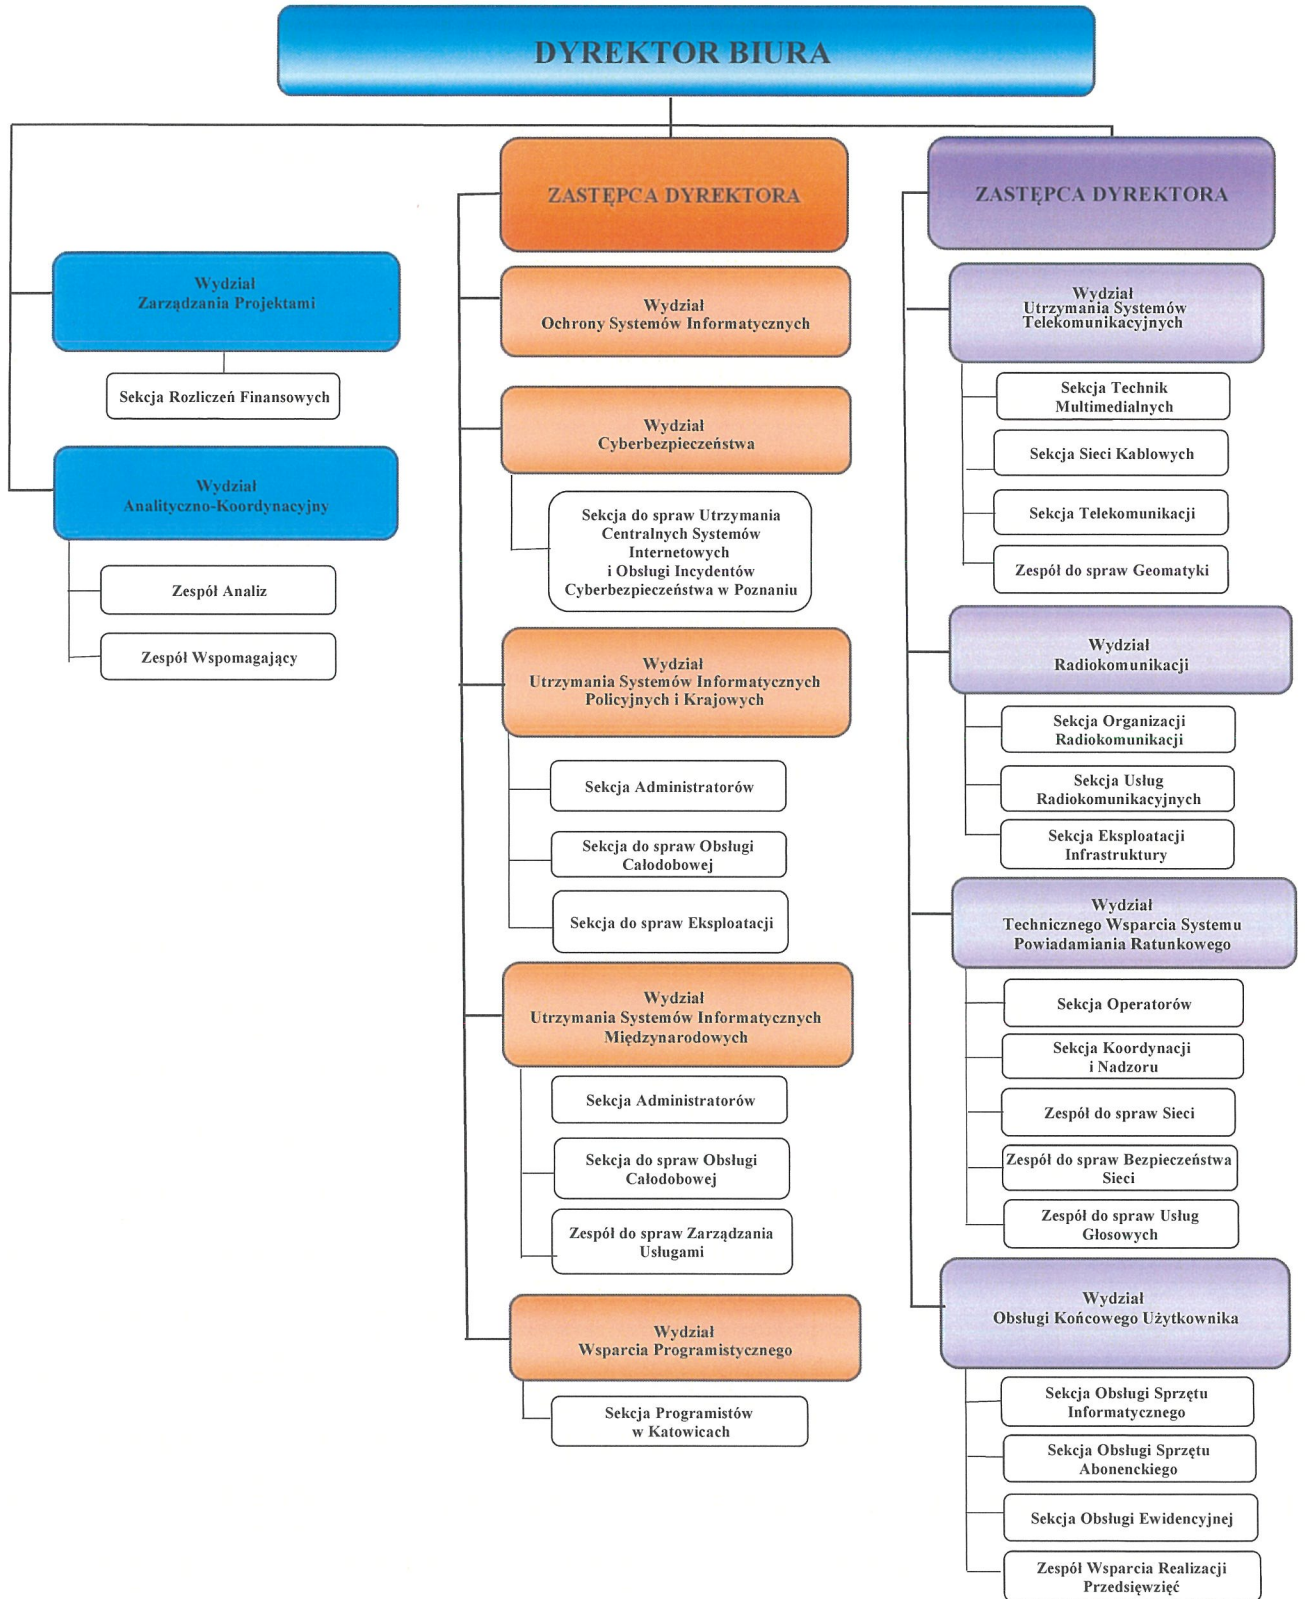 DYREKTOR BIURA
Wydział
Zarządzania Projektami
Sekcja Rozliczeń Finansowych
Wydział
Analityczno-Koordynacyjny
Zespół Analiz
Zespół Wspomagający
ZASTĘPCA DYREKTORA
Wydział
Ochrony Systemów Informatycznych
Wydział
Cyberbezpieczeństwa
Sekcja do spraw Utrzymania
Centralnych Systemów
Internetowych
i Obsługi Incydentów
Cyberbezpieczeństwa w Poznaniu
Wydział
Utrzymania Systemów Informatycznych
Policyjnych i Krajowych
Sekcja Administratorów
Sekcja do spraw Obsługi
Całodobowej
Sekcja do spraw Eksploatacji
Wydział
Utrzymania Systemów Informatycznych
Międzynarodowych
Sekcja Administratorów
Sekcja do spraw Obsługi
Całodobowej
Zespół do spraw Zarządzania
Usługami
Wydział
Wsparcia Programistycznego
Sekcja Programistów
w Katowicach
ZASTĘPCA DYREKTORA
Wydział
Utrzymania Systemów
Telekomunikacyjnych
Sekcja Technik
Multimedialnych
Sekcja Sieci Kablowych
Sekcja Telekomunikacji
Zespół do spraw Geomatyki
Wydział
Radiokomunikacji
Sekcja Organizacji
Radiokomunikacji
Sekcja Usług
Radiokomunikacyjnych
Sekcja Eksploatacji
Infrastruktury
Wydział
Technicznego Wsparcia Systemu
Powiadamiania Ratunkowego
Sekcja Operatorów
Sekcja Koordynacji
i Nadzoru
Zespół do spraw Sieci
Zespół do spraw Bezpieczeństwa
Sieci
Zespół do spraw Usług
Głosowych
Wydział
Obsługi Końcowego Użytkownika
Sekcja Obsługi Sprzętu
Informatycznego
Sekcja Obsługi Sprzętu
Abonenckiego
Sekcja Obsługi Ewidencyjnej
Zespół Wsparcia Realizacji
Przedsięwzięć